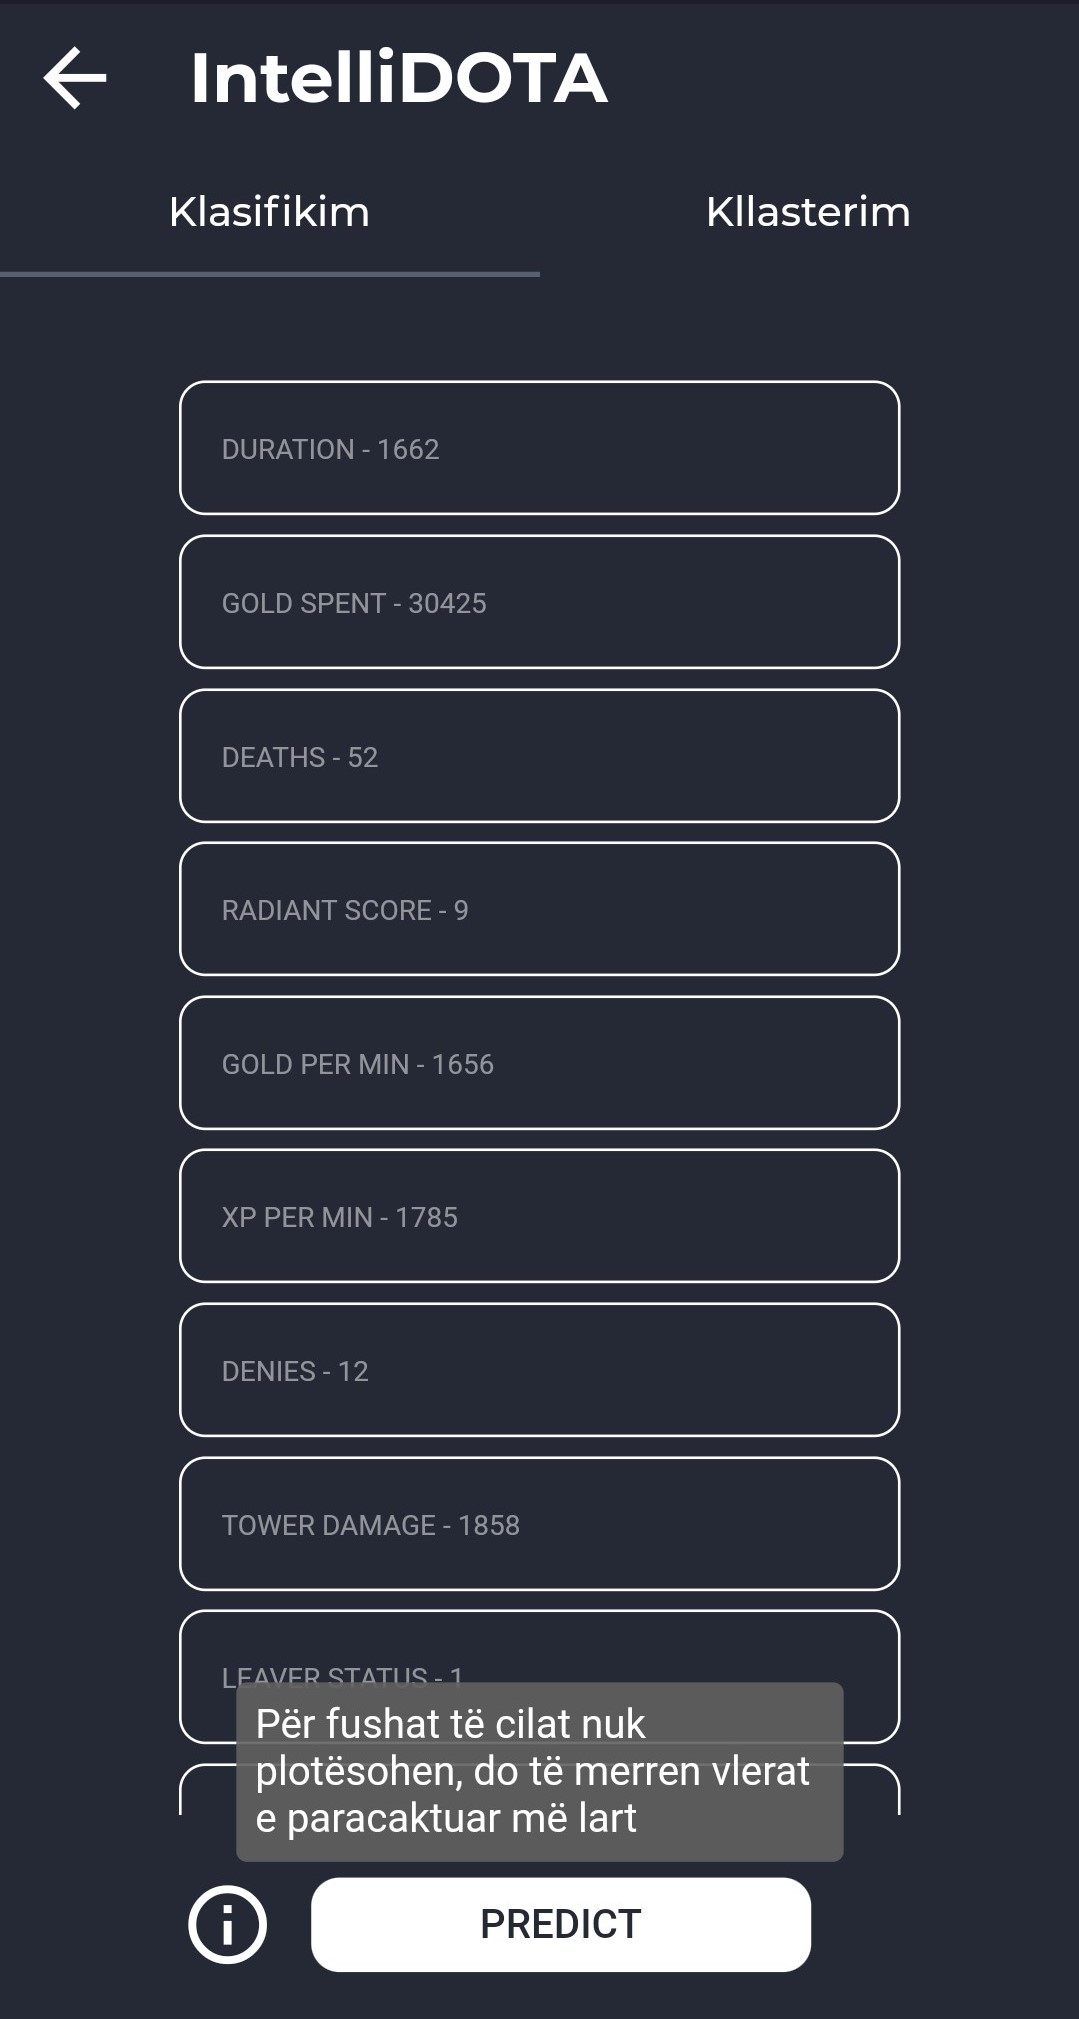 IntelliDOTA
Klasifikim
Kllasterim
DURATION - 1662
GOLD SPENT - 30425
DEATHS - 52
RADIANT SCORE - 9
GOLD PER MIN - 1656
XP PER MIN - 1785
DENIES - 12
TOWER DAMAGE - 1858
LEAVER STATUS - 1
Për fushat të cilat nuk
plotësohen, do të merren vlerat
e paracaktuar më lart
PREDICT